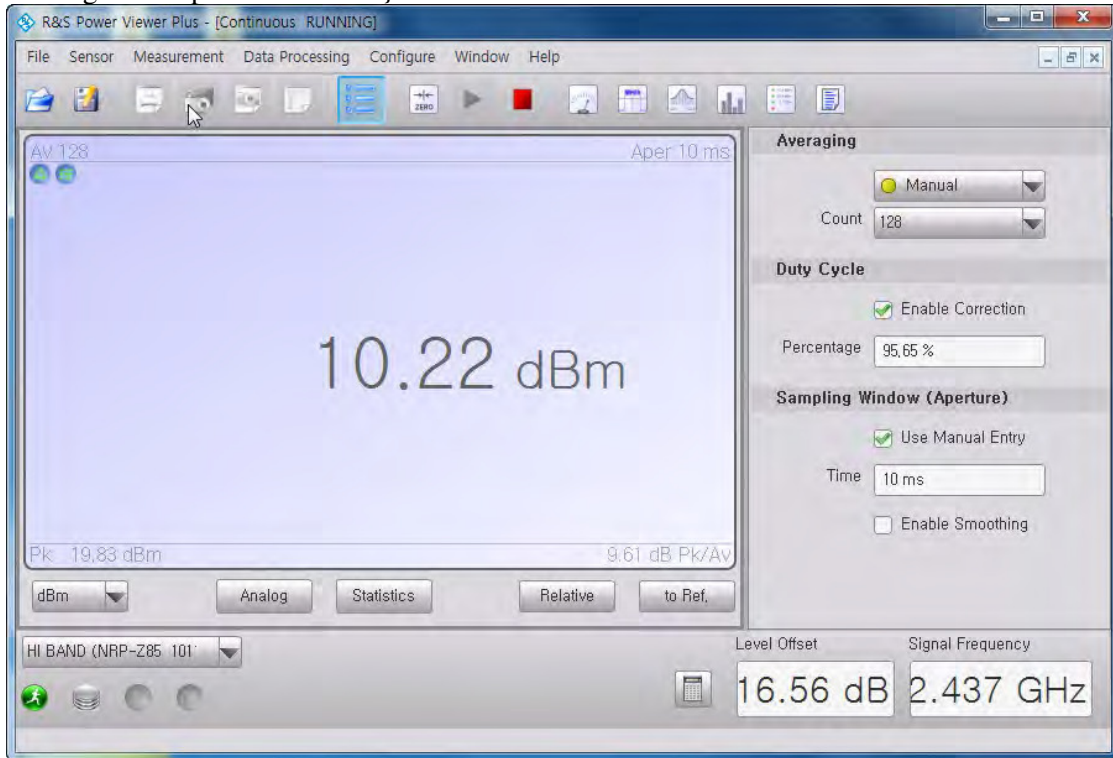 R&S Power Viewer Plus - [Continuous RUNNING]
File Sensor Measurement Data Processing Configure Window Help
ZERO
Av 128 Aper 10 ms
10.22 dBm
Pk 19,83 dBm 9.61 dB Pk/Av
dBm Analog Statistics Relative to Ref,
Averaging
Manual
Count 128
Duty Cycle
Enable Correction
Percentage 95,65 %
Sampling Window (Aperture)
Use Manual Entry
Time 10 ms
Enable Smoothing
HI BAND (NRP-Z85 101
Level Offset Signal Frequency
16.56 dB 2.437 GHz